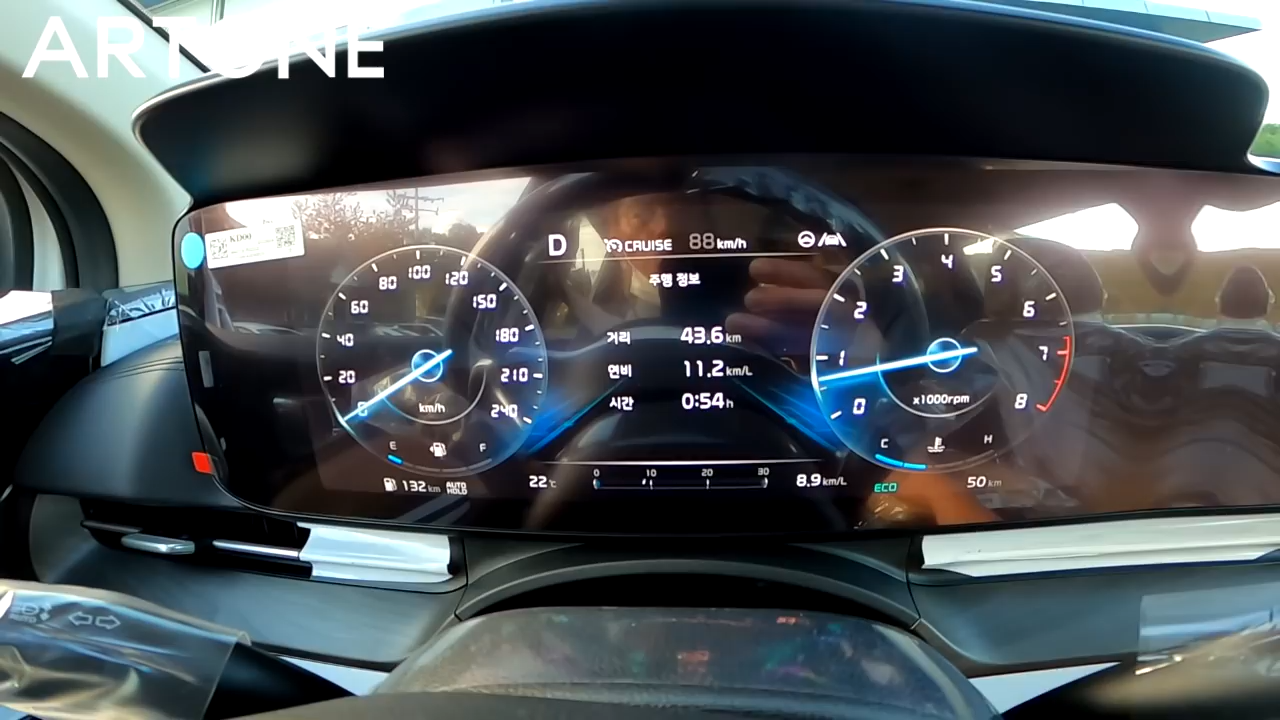 ARTONE
D CRUISE 88km/h
주행 정보
거리 43.6km
연비 11.2km/L
시간 0:54h
0 20 40 60 80 100 120 150 180 210 240
km/h
E F
132km AUTO HOLD
22℃
0 10 20 30
8.9km/L
0 1 2 3 4 5 6 7 8
x1000rpm
C H
ECO
50km
AUTO